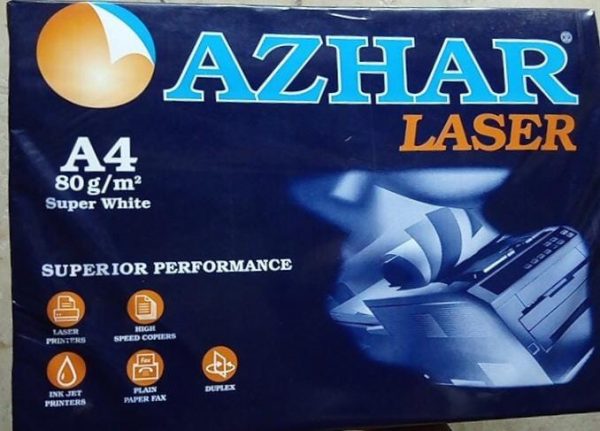 AZHAR
LASER
A4
80 g/m²
Super White
SUPERIOR PERFORMANCE
LASER
PRINTERS
HIGH
SPEED COPIERS
INK JET
PRINTERS
Fax
PLAIN
PAPER FAX
DUPLEX